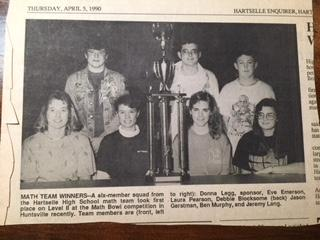 THURSDAY, APRIL 5, 1990
HARTSELLE ENQUIRER, HART
MATH TEAM WINNERS—A six-member squad from
the Hartselle High School math team took first
place on Level II at the Math Bowl competition in
Huntsville recently. Team members are (front, left
to right): Donna Legg, sponsor, Eve Emerson,
Laura Pearson, Debbie Blocksome (back) Jason
Gerstman, Ben Murphy, and Jeremy Lang.